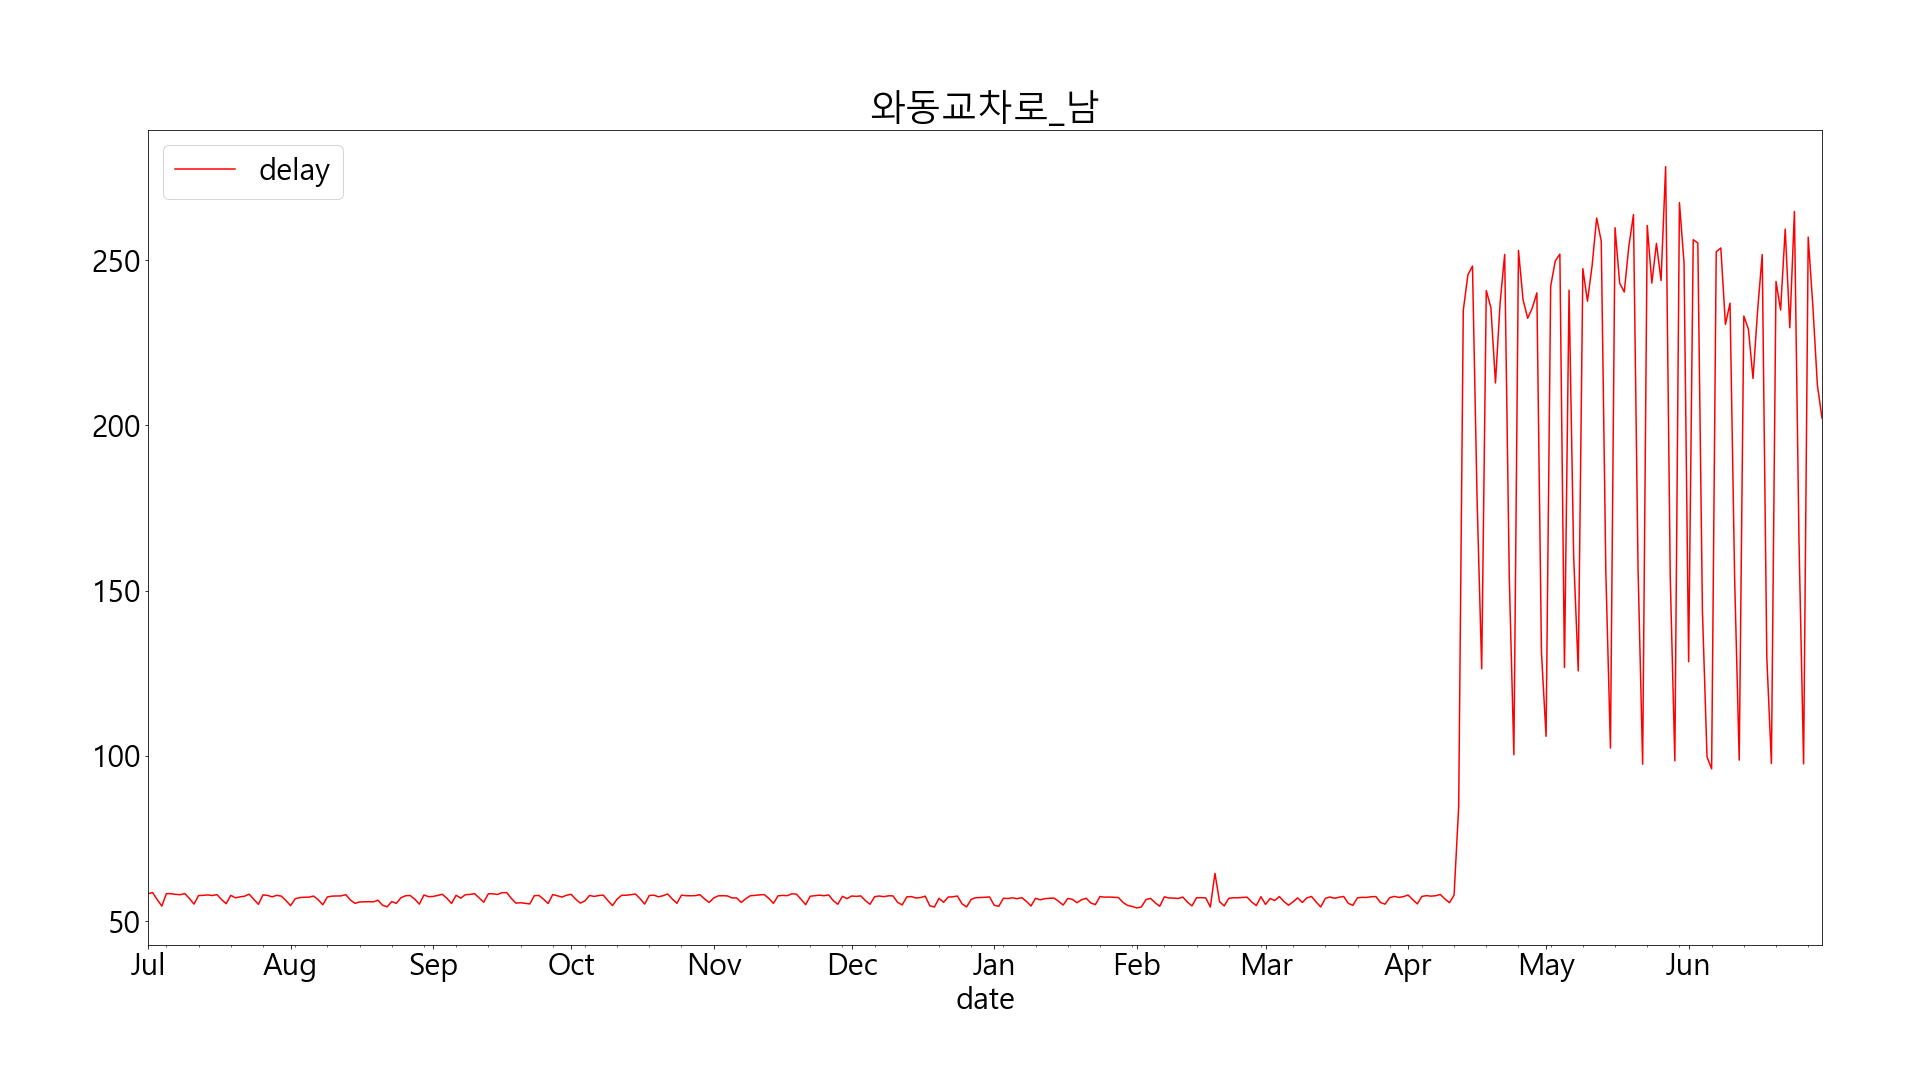 와동교차로_남
delay
250
200
150
100
50
Jul Aug Sep Oct Nov Dec Jan Feb Mar Apr May Jun
date